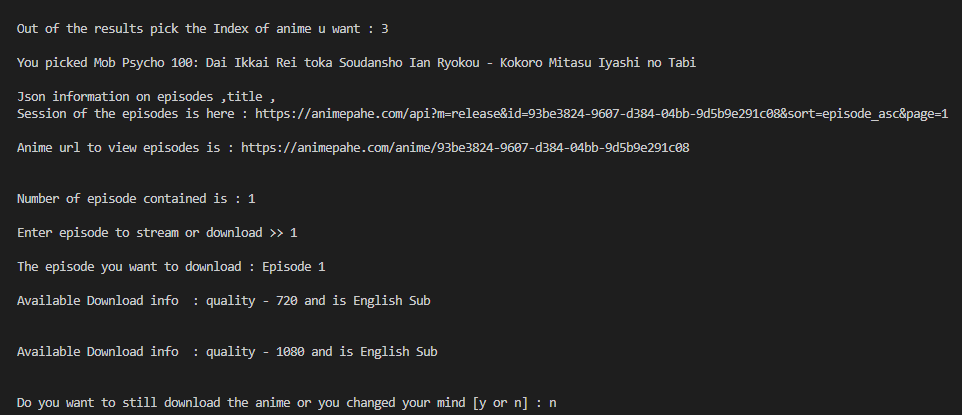 Out of the results pick the Index of anime u want : 3
You picked Mob Psycho 100: Dai Ikkai Rei toka Soudansho Ian Ryokou - Kokoro Mitasu Iyashi no Tabi
Json information on episodes ,title ,
Session of the episodes is here : https://animepahe.com/api?m=release&id=93be3824-9607-d384-04bb-9d5b9e291c08&sort=episode_asc&page=1
Anime url to view episodes is : https://animepahe.com/anime/93be3824-9607-d384-04bb-9d5b9e291c08
Number of episode contained is : 1
Enter episode to stream or download >> 1
The episode you want to download : Episode 1
Available Download info  : quality - 720 and is English Sub
Available Download info  : quality - 1080 and is English Sub
Do you want to still download the anime or you changed your mind [y or n] : n